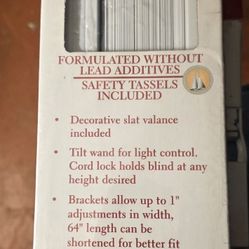 FORMULATED WITHOUT
LEAD ADDITIVES
SAFETY TASSELS
INCLUDED
• Decorative slat valance
included
• Tilt wand for light control.
Cord lock holds blind at any
height desired
• Brackets allow up to 1"
adjustments in width,
64" length can be
shortened for better fit